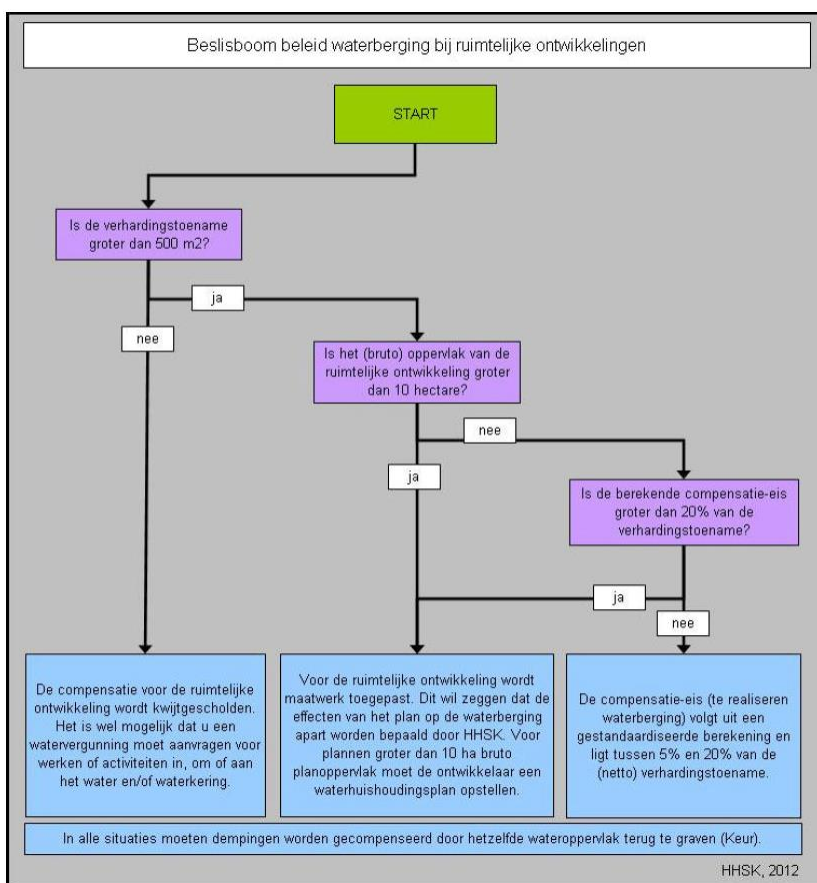 Beslisboom beleid waterberging bij ruimtelijke ontwikkelingen
START
Is de verhardingstoename
groter dan 500 m2?
ja
nee
Is het (bruto) oppervlak van de
ruimtelijke ontwikkeling groter
dan 10 hectare?
nee
ja
Is de berekende compensatie-eis
groter dan 20% van de
verhardingstoename?
ja
nee
De compensatie voor de ruimtelijke
ontwikkeling wordt kwijtgescholden.
Het is wel mogelijk dat u een
watervergunning moet aanvragen voor
werken of activiteiten in, om of aan
het water en/of waterkering.
Voor de ruimtelijke ontwikkeling wordt
maatwerk toegepast. Dit wil zeggen dat de
effecten van het plan op de waterberging
apart worden bepaald door HHSK. Voor
plannen groter dan 10 ha bruto
planoppervlak moet de ontwikkelaar een
waterhuishoudingsplan opstellen.
De compensatie-eis (te realiseren
waterberging) volgt uit een
gestandaardiseerde berekening en
ligt tussen 5% en 20% van de
(netto) verhardingstoename.
In alle situaties moeten dempingen worden gecompenseerd door hetzelfde wateroppervlak terug te graven (Keur).
HHSK, 2012